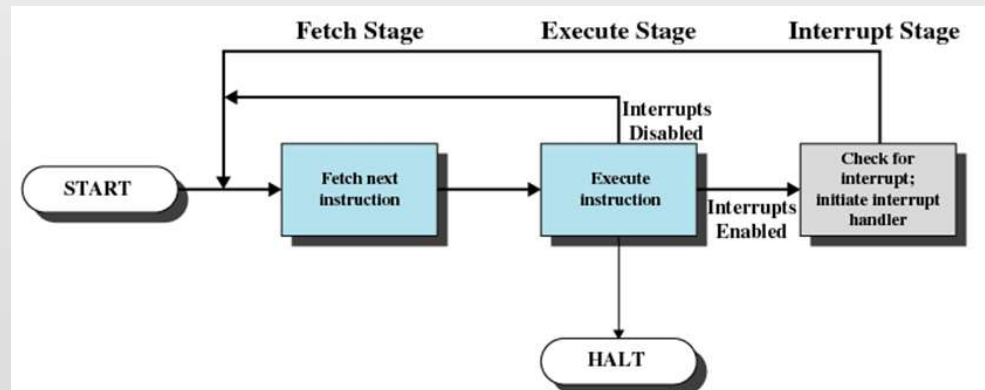 Fetch Stage
Execute Stage
Interrupt Stage
Interrupts
Disabled
START
Fetch next
instruction
Execute
instruction
Interrupts
Enabled
Check for
interrupt;
initiate interrupt
handler
HALT